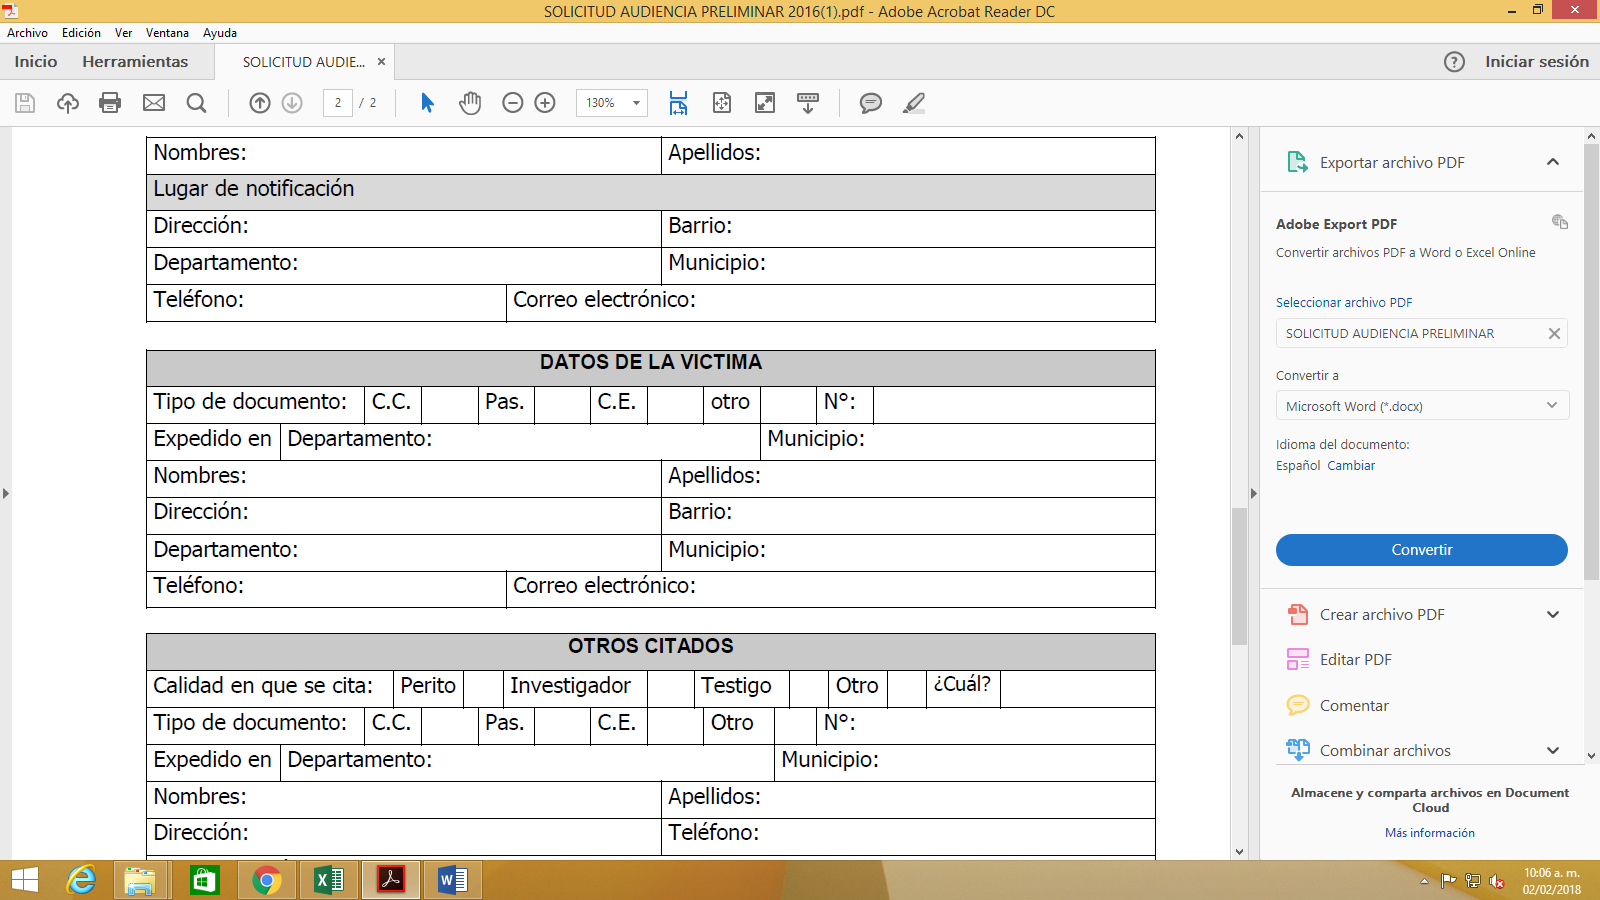 SOLICITUD AUDIENCIA PRELIMINAR 2016(1).pdf - Adobe Acrobat Reader DC
Archivo Edición Ver Ventana Ayuda
Inicio Herramientas SOLICITUD AUDIE... × Iniciar sesión
2 / 2 130%
Nombres: Apellidos:
Lugar de notificación
Dirección: Barrio:
Departamento: Municipio:
Teléfono: Correo electrónico:
DATOS DE LA VICTIMA
Tipo de documento: C.C. Pas. C.E. otro N°:
Expedido en Departamento: Municipio:
Nombres: Apellidos:
Dirección: Barrio:
Departamento: Municipio:
Teléfono: Correo electrónico:
OTROS CITADOS
Calidad en que se cita: Perito Investigador Testigo Otro ¿Cuál?
Tipo de documento: C.C. Pas. C.E. Otro N°:
Expedido en Departamento: Municipio:
Nombres: Apellidos:
Dirección: Teléfono:
Exportar archivo PDF
Adobe Export PDF
Convertir archivos PDF a Word o Excel Online
Seleccionar archivo PDF
SOLICITUD AUDIENCIA PRELIMINAR
Convertir a
Microsoft Word (*.docx)
Idioma del documento:
Español Cambiar
Convertir
Crear archivo PDF
Editar PDF
Comentar
Combinar archivos
Almacene y comparta archivos en Document
Cloud
Más información
10:06 a. m.
02/02/2018